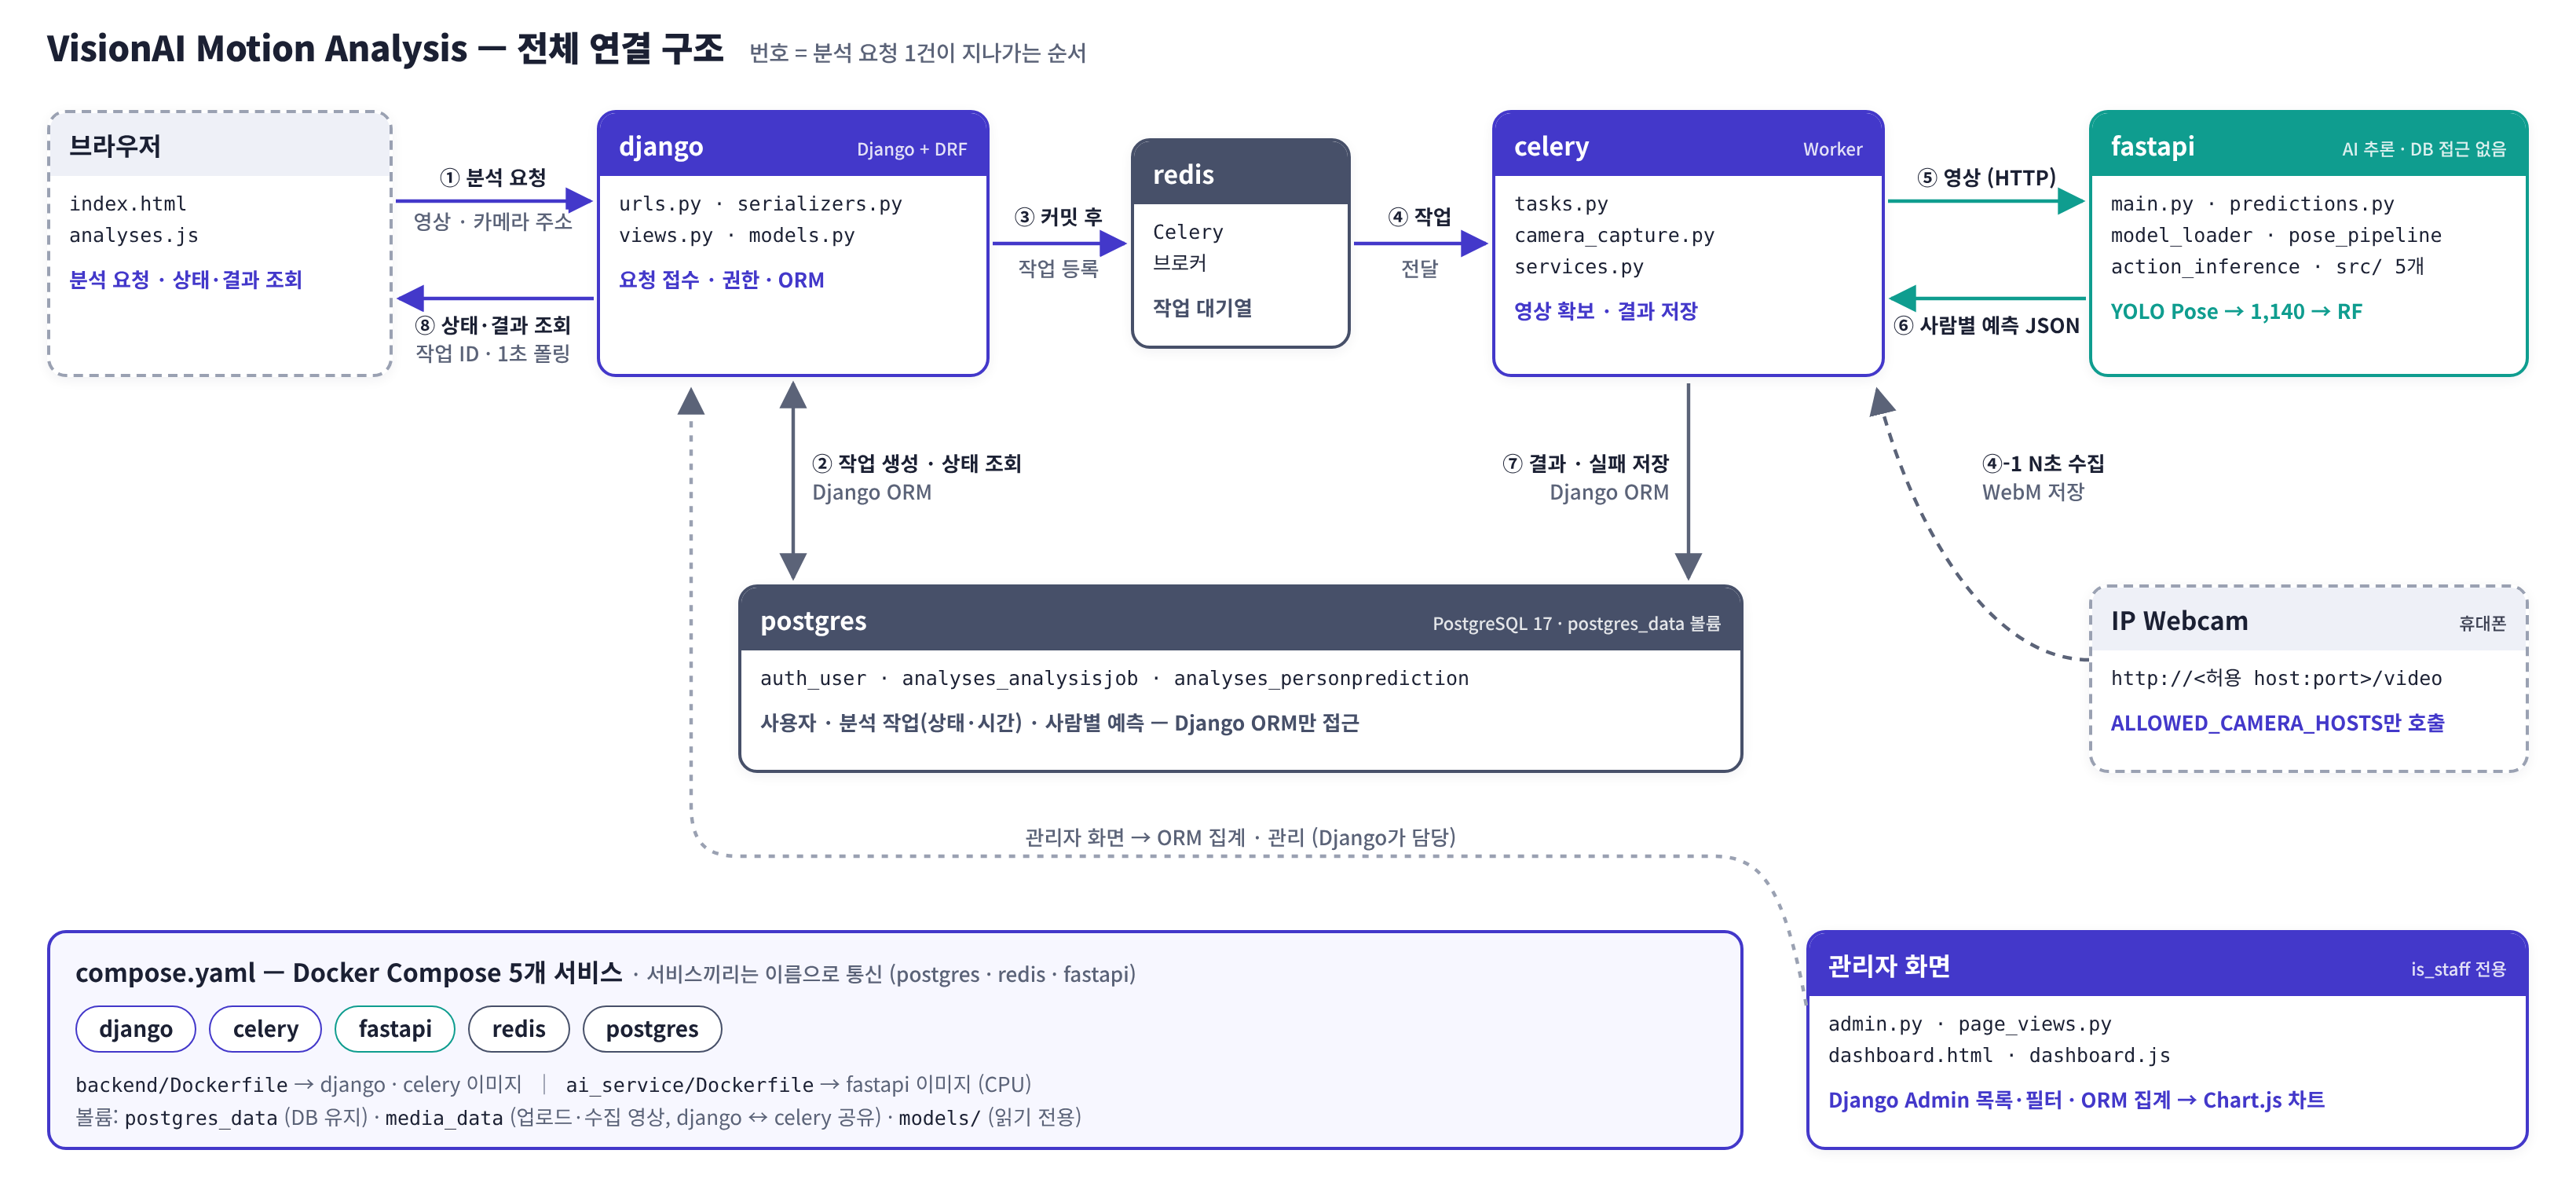 VisionAI Motion Analysis — 전체 연결 구조 번호 = 분석 요청 1건이 지나가는 순서
브라우저
index.html
analyses.js
분석 요청 · 상태·결과 조회
① 분석 요청
영상 · 카메라 주소
⑧ 상태·결과 조회
작업 ID · 1초 폴링
django Django + DRF
urls.py · serializers.py
views.py · models.py
요청 접수 · 권한 · ORM
③ 커밋 후
작업 등록
redis
Celery
브로커
작업 대기열
④ 작업
전달
celery Worker
tasks.py
camera_capture.py
services.py
영상 확보 · 결과 저장
⑤ 영상 (HTTP)
⑥ 사람별 예측 JSON
fastapi AI 추론 · DB 접근 없음
main.py · predictions.py
model_loader · pose_pipeline
action_inference · src/ 5개
YOLO Pose → 1,140 → RF
② 작업 생성 · 상태 조회
Django ORM
⑦ 결과 · 실패 저장
Django ORM
④-1 N초 수집
WebM 저장
postgres PostgreSQL 17 · postgres_data 볼륨
auth_user · analyses_analysisjob · analyses_personprediction
사용자 · 분석 작업(상태·시간) · 사람별 예측 — Django ORM만 접근
IP Webcam 휴대폰
http://<허용 host:port>/video
ALLOWED_CAMERA_HOSTS만 호출
관리자 화면 → ORM 집계 · 관리 (Django가 담당)
compose.yaml — Docker Compose 5개 서비스 · 서비스끼리는 이름으로 통신 (postgres · redis · fastapi)
django celery fastapi redis postgres
backend/Dockerfile → django · celery 이미지 | ai_service/Dockerfile → fastapi 이미지 (CPU)
볼륨: postgres_data (DB 유지) · media_data (업로드·수집 영상, django ↔ celery 공유) · models/ (읽기 전용)
관리자 화면 is_staff 전용
admin.py · page_views.py
dashboard.html · dashboard.js
Django Admin 목록·필터 · ORM 집계 → Chart.js 차트